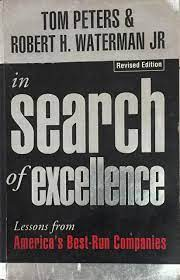 TOM PETERS &
ROBERT H. WATERMAN JR
Revised Edition
in
search
of excellence
Lessons from
America's Best-Run Companies